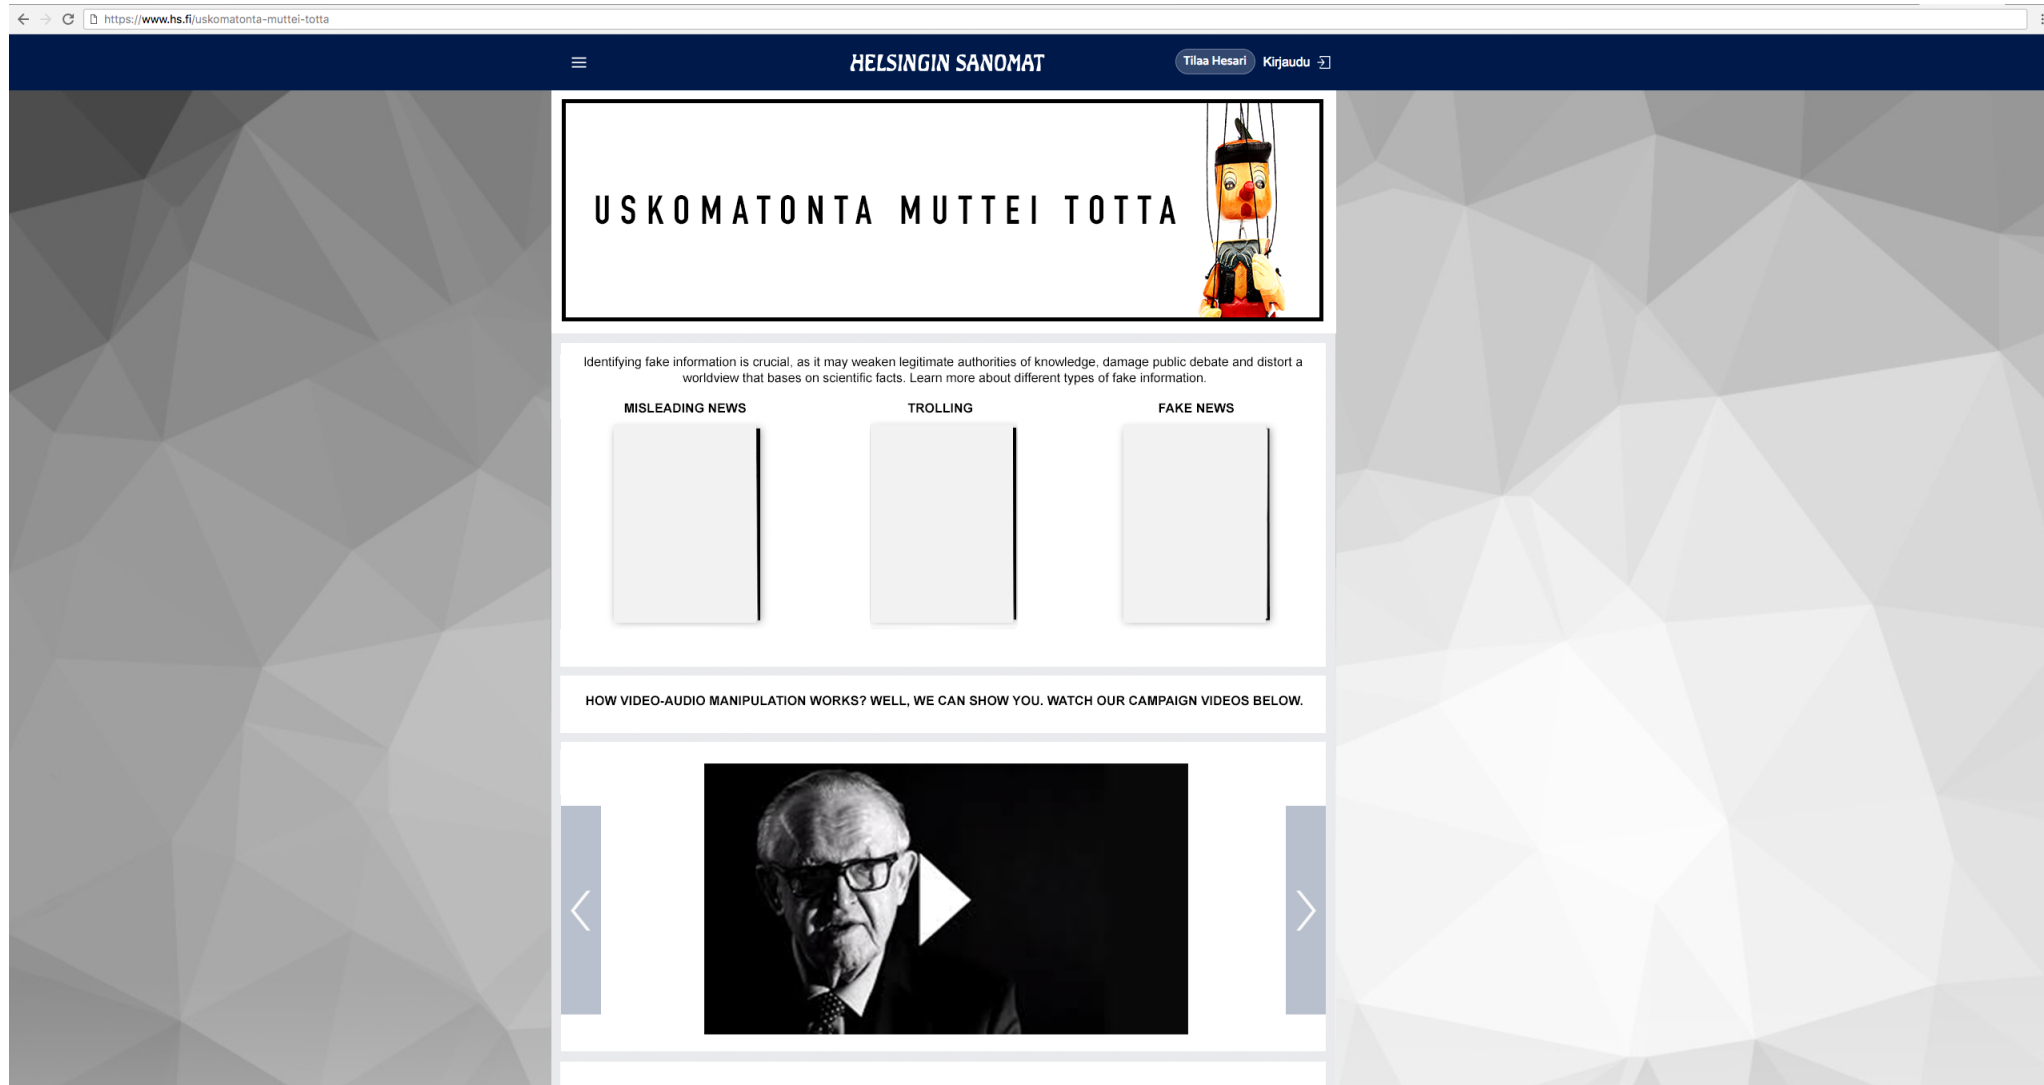 https://www.hs.fi/uskomatonta-muttei-totta
HELSINGIN SANOMAT
Tilaa Hesari
Kirjaudu
USKOMATONTA MUTTEI TOTTA
Identifying fake information is crucial, as it may weaken legitimate authorities of knowledge, damage public debate and distort a
worldview that bases on scientific facts. Learn more about different types of fake information.
MISLEADING NEWS
TROLLING
FAKE NEWS
HOW VIDEO-AUDIO MANIPULATION WORKS? WELL, WE CAN SHOW YOU. WATCH OUR CAMPAIGN VIDEOS BELOW.